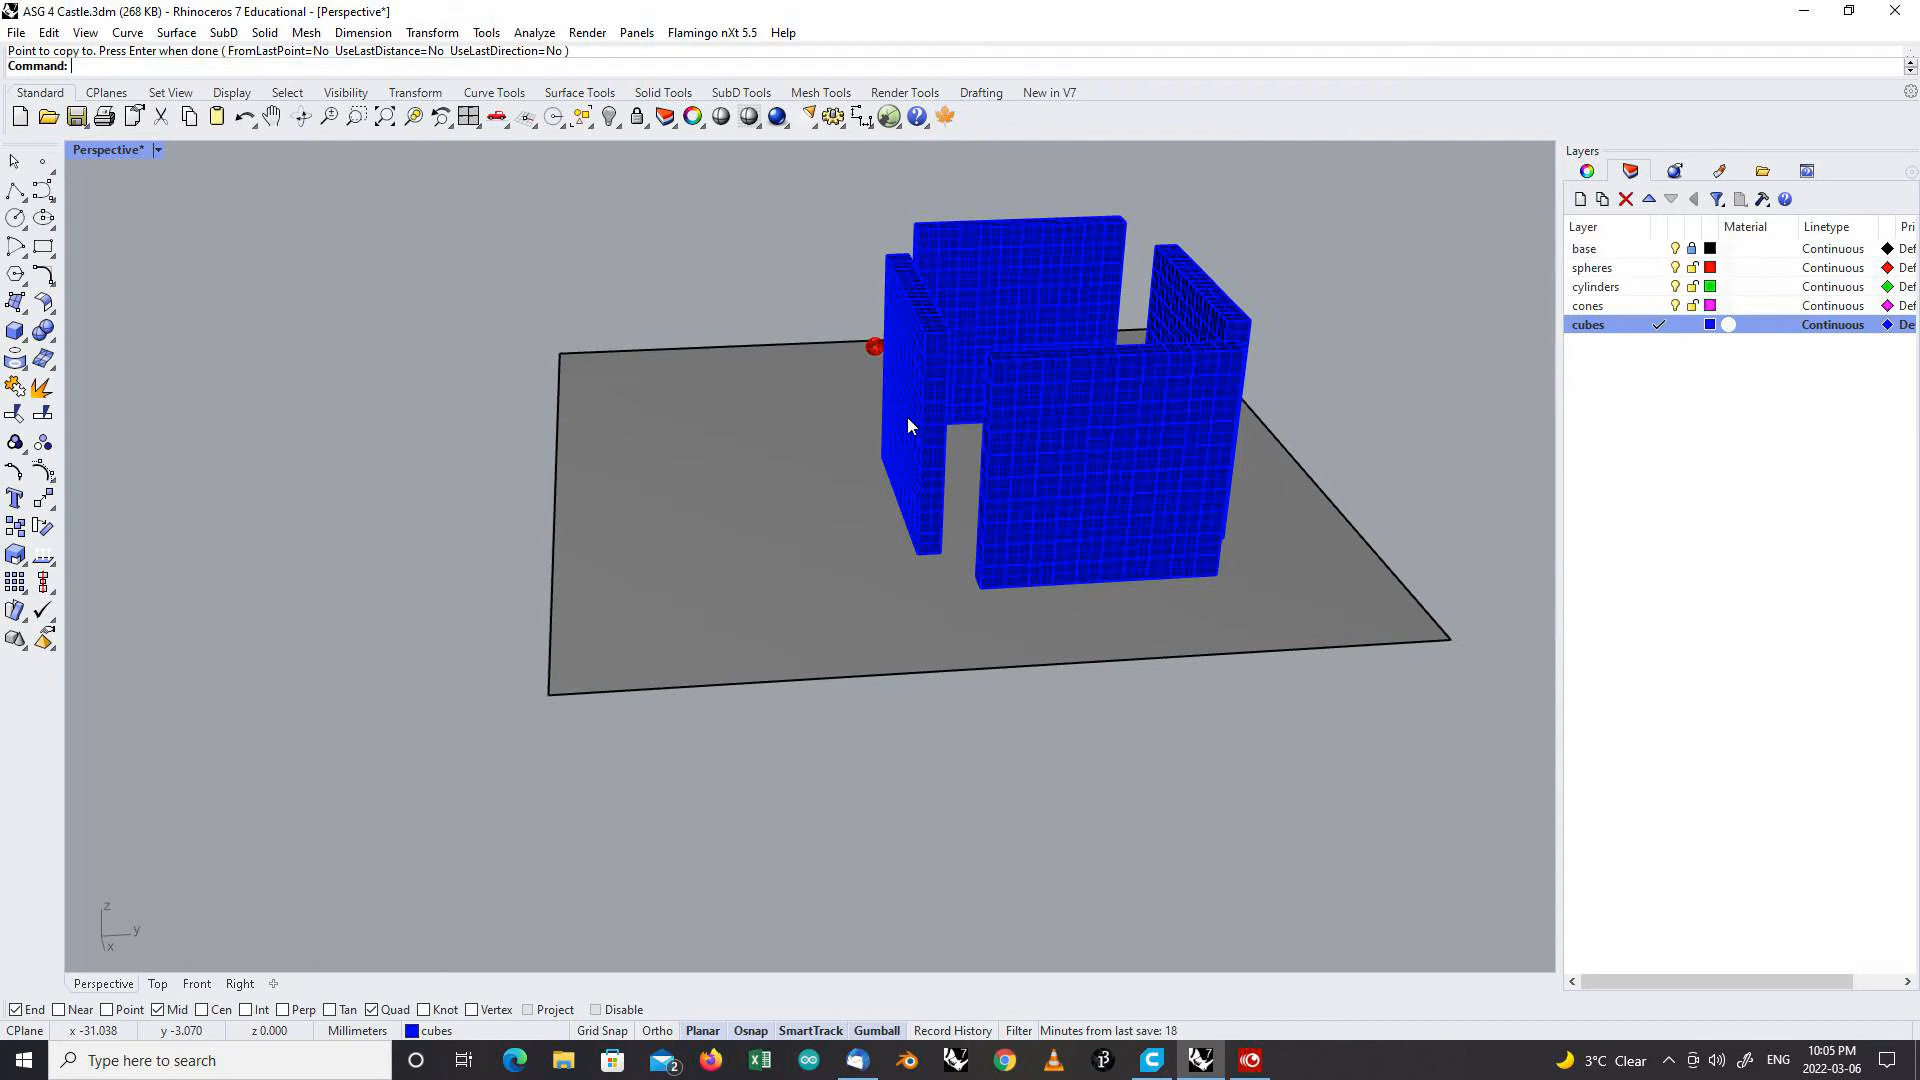 ASG 4 Castle.3dm (268 KB) - Rhinoceros 7 Educational - [Perspective*]
File Edit View Curve Surface SubD Solid Mesh Dimension Transform Tools Analyze Render Panels Flamingo nXt 5.5 Help
Point to copy to. Press Enter when done ( FromLastPoint=No UseLastDistance=No UseLastDirection=No )
Command:
Standard CPlanes Set View Display Select Visibility Transform Curve Tools Surface Tools Solid Tools SubD Tools Mesh Tools Render Tools Drafting New in V7
Perspective*
Layers
Layer Material Linetype Pri
base Continuous Def
spheres Continuous Def
cylinders Continuous Def
cones Continuous Def
cubes Continuous De
z
y
x
Perspective Top Front Right
End Near Point Mid Cen Int Perp Tan Quad Knot Vertex Project Disable
CPlane x -31.038 y -3.070 z 0.000 Millimeters cubes Grid Snap Ortho Planar Osnap SmartTrack Gumball Record History Filter Minutes from last save: 18
Type here to search
2
3°C Clear
ENG
10:05 PM
2022-03-06